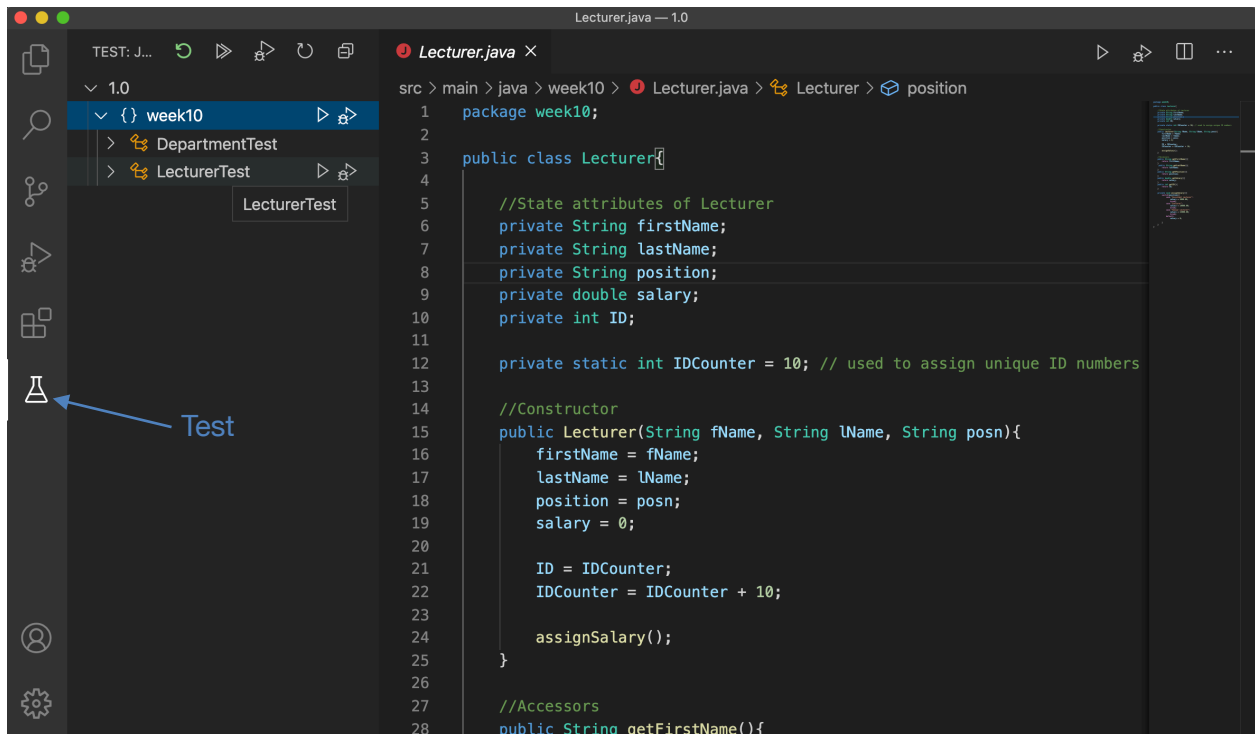 Lecturer.java — 1.0
TEST: J...
Lecturer.java
1.0
src > main > java > week10 > Lecturer.java > Lecturer > position
{} week10
DepartmentTest
LecturerTest
LecturerTest
Test
1 package week10;
2
3 public class Lecturer{
4
5 //State attributes of Lecturer
6 private String firstName;
7 private String lastName;
8 private String position;
9 private double salary;
10 private int ID;
11
12 private static int IDCounter = 10; // used to assign unique ID numbers
13
14 //Constructor
15 public Lecturer(String fName, String lName, String posn){
16 firstName = fName;
17 lastName = lName;
18 position = posn;
19 salary = 0;
20
21 ID = IDCounter;
22 IDCounter = IDCounter + 10;
23
24 assignSalary();
25 }
26
27 //Accessors
28 public String getFirstName(){